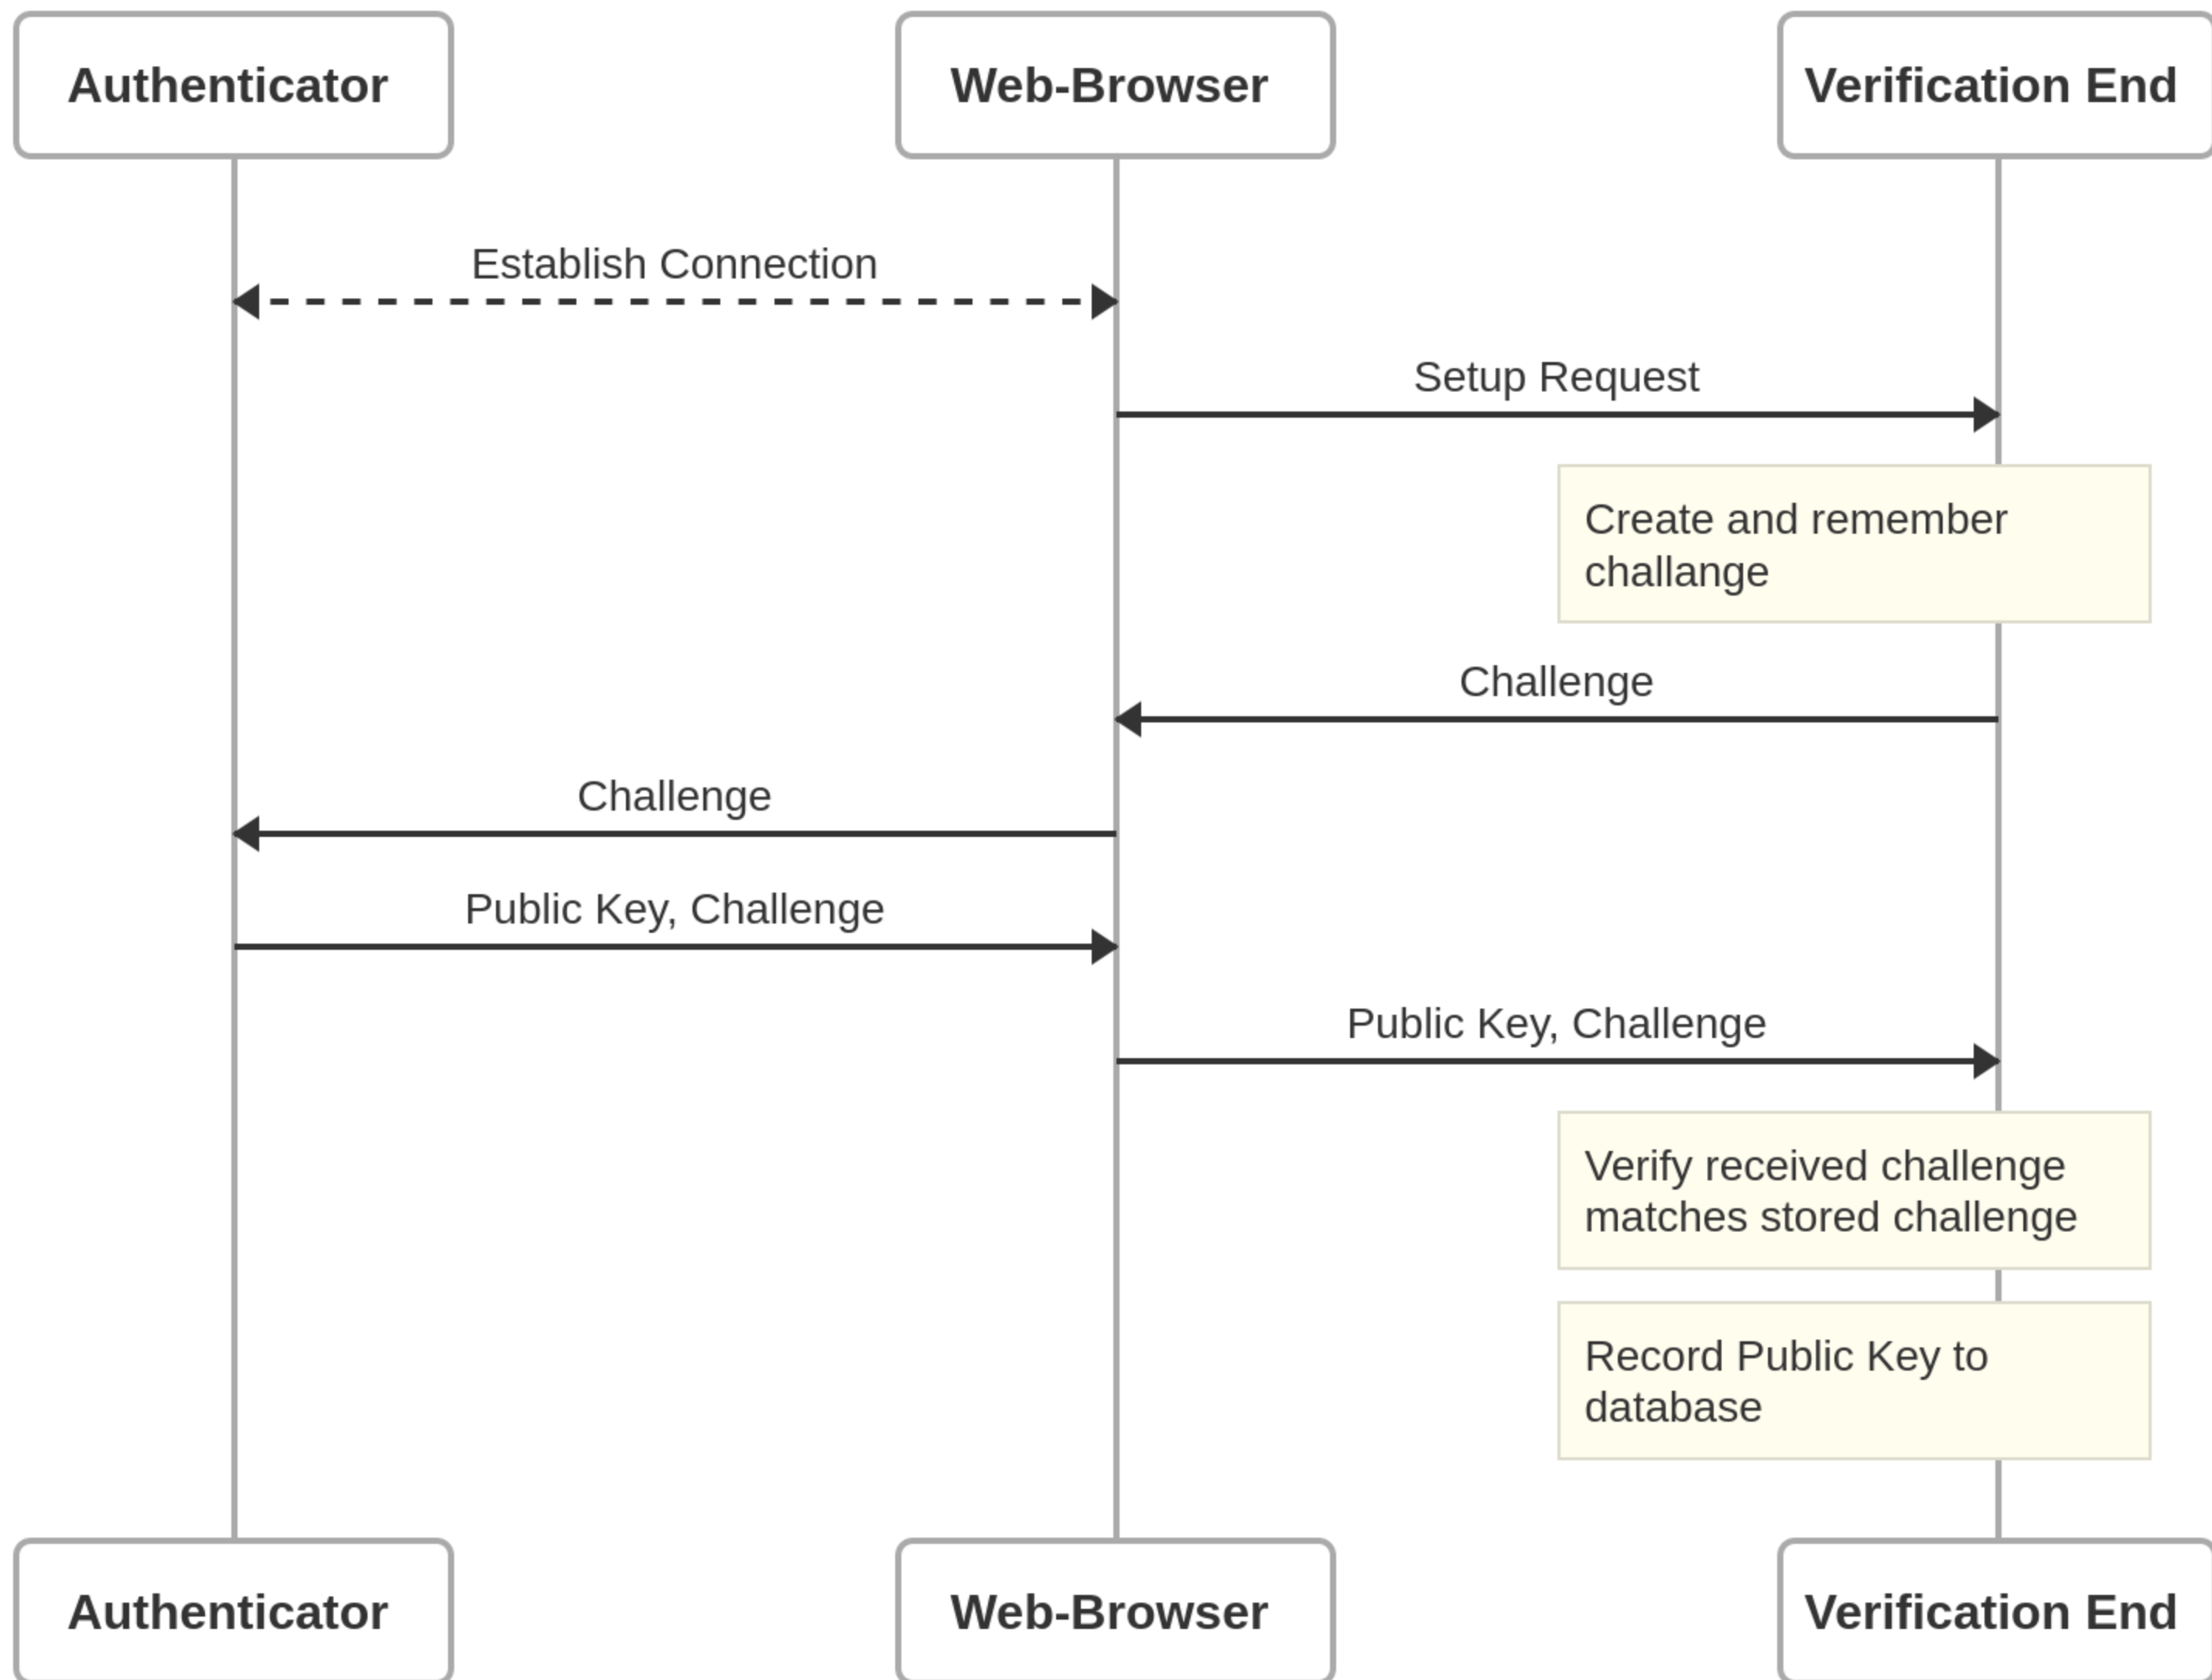 Authenticator
Web-Browser
Verification End
Establish Connection
Setup Request
Create and remember
challange
Challenge
Challenge
Public Key, Challenge
Public Key, Challenge
Verify received challenge
matches stored challenge
Record Public Key to
database
Authenticator
Web-Browser
Verification End